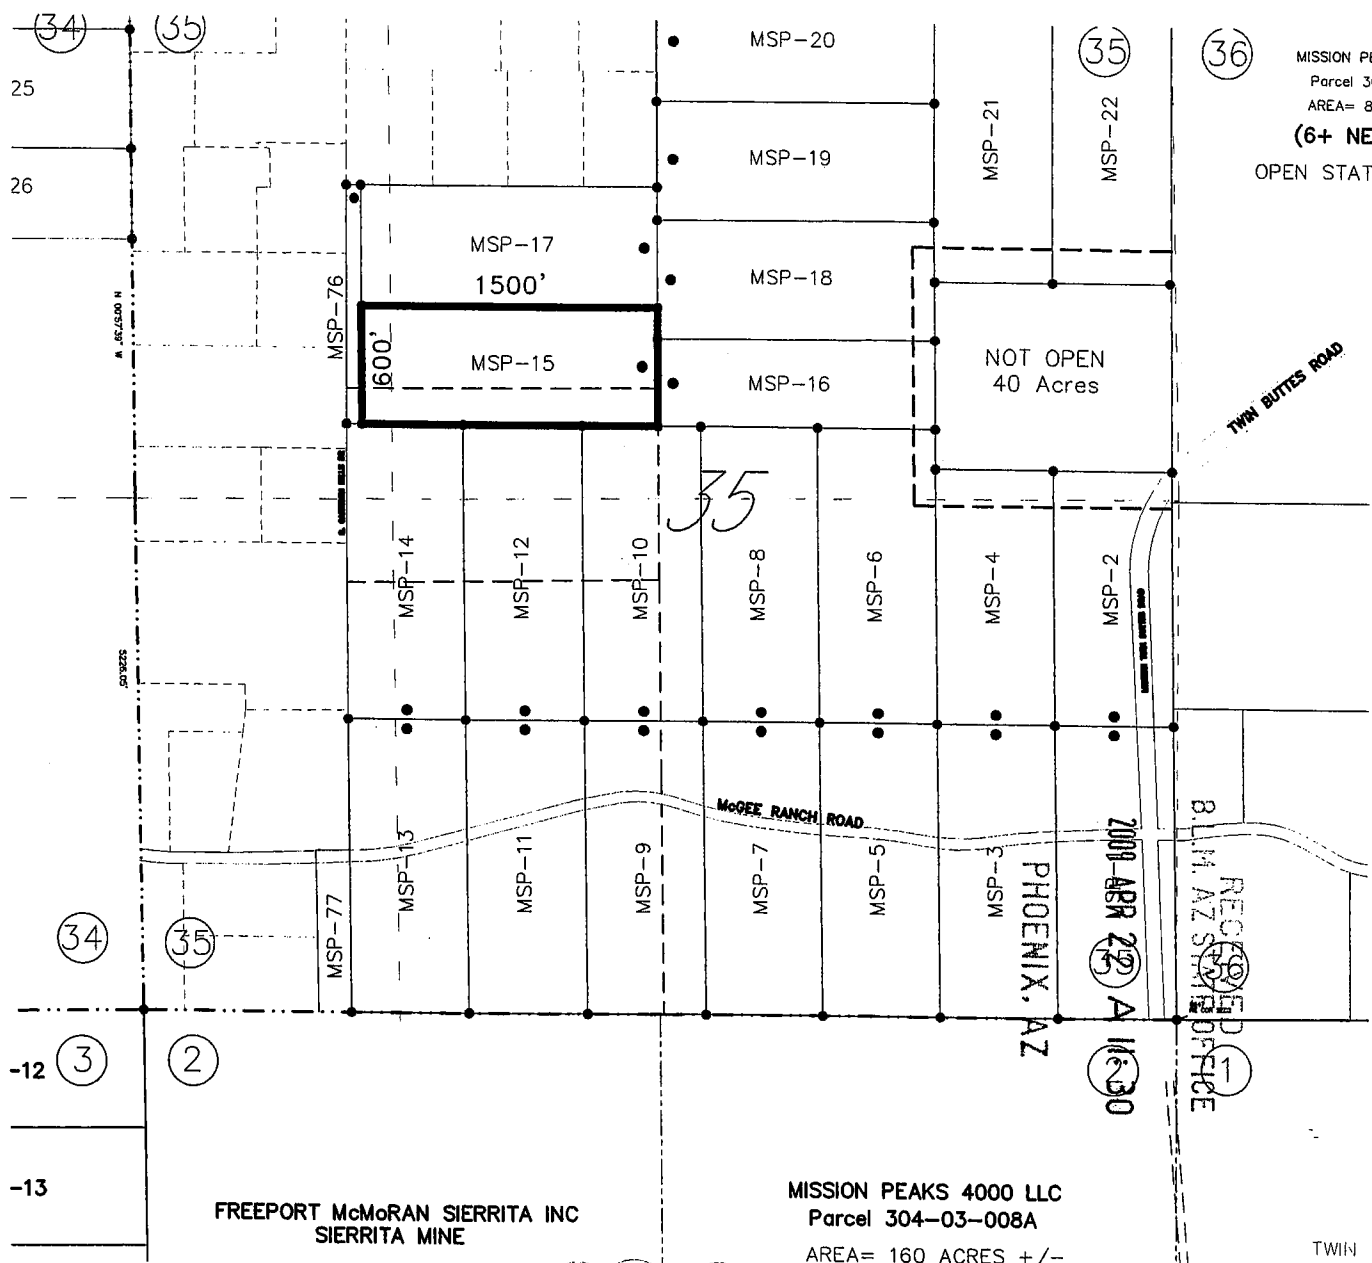 34
35
MSP-20
35
36
25
MSP-21
MSP-22
MISSION PE
Parcel 30
AREA= 8
(6+ NE
OPEN STAT
26
MSP-19
MSP-17
1500'
MSP-76
MSP-18
N 00°57'39" W
600'
MSP-15
MSP-16
NOT OPEN
40 Acres
TWIN BUTTES ROAD
35
MSP-14
MSP-12
MSP-10
MSP-8
MSP-6
MSP-4
MSP-2
5226.05'
McGEE RANCH ROAD
MSP-13
MSP-11
MSP-9
MSP-7
MSP-5
MSP-3
MSP-77
34
35
35
36
RECEIVED
B.L.M. AZ STATE OFFICE
2009 APR 22 A 11:30
PHOENIX, AZ
3
2
2
1
-12
-13
FREEPORT McMoRAN SIERRITA INC
SIERRITA MINE
MISSION PEAKS 4000 LLC
Parcel 304-03-008A
AREA= 160 ACRES +/-
TWIN